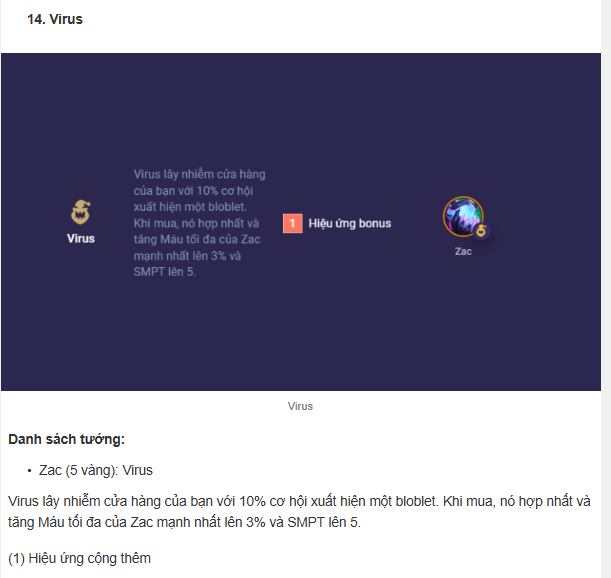 14. Virus
Virus lây nhiễm cửa hàng
của bạn với 10% cơ hội
xuất hiện một bloblet.
Khi mua, nó hợp nhất và
tăng Máu tối đa của Zac
mạnh nhất lên 3% và
SMPT lên 5.
Virus
1 Hiệu ứng bonus
Zac
Virus
Danh sách tướng:
• Zac (5 vàng): Virus
Virus lây nhiễm cửa hàng của bạn với 10% cơ hội xuất hiện một bloblet. Khi mua, nó hợp nhất và
tăng Máu tối đa của Zac mạnh nhất lên 3% và SMPT lên 5.
(1) Hiệu ứng cộng thêm